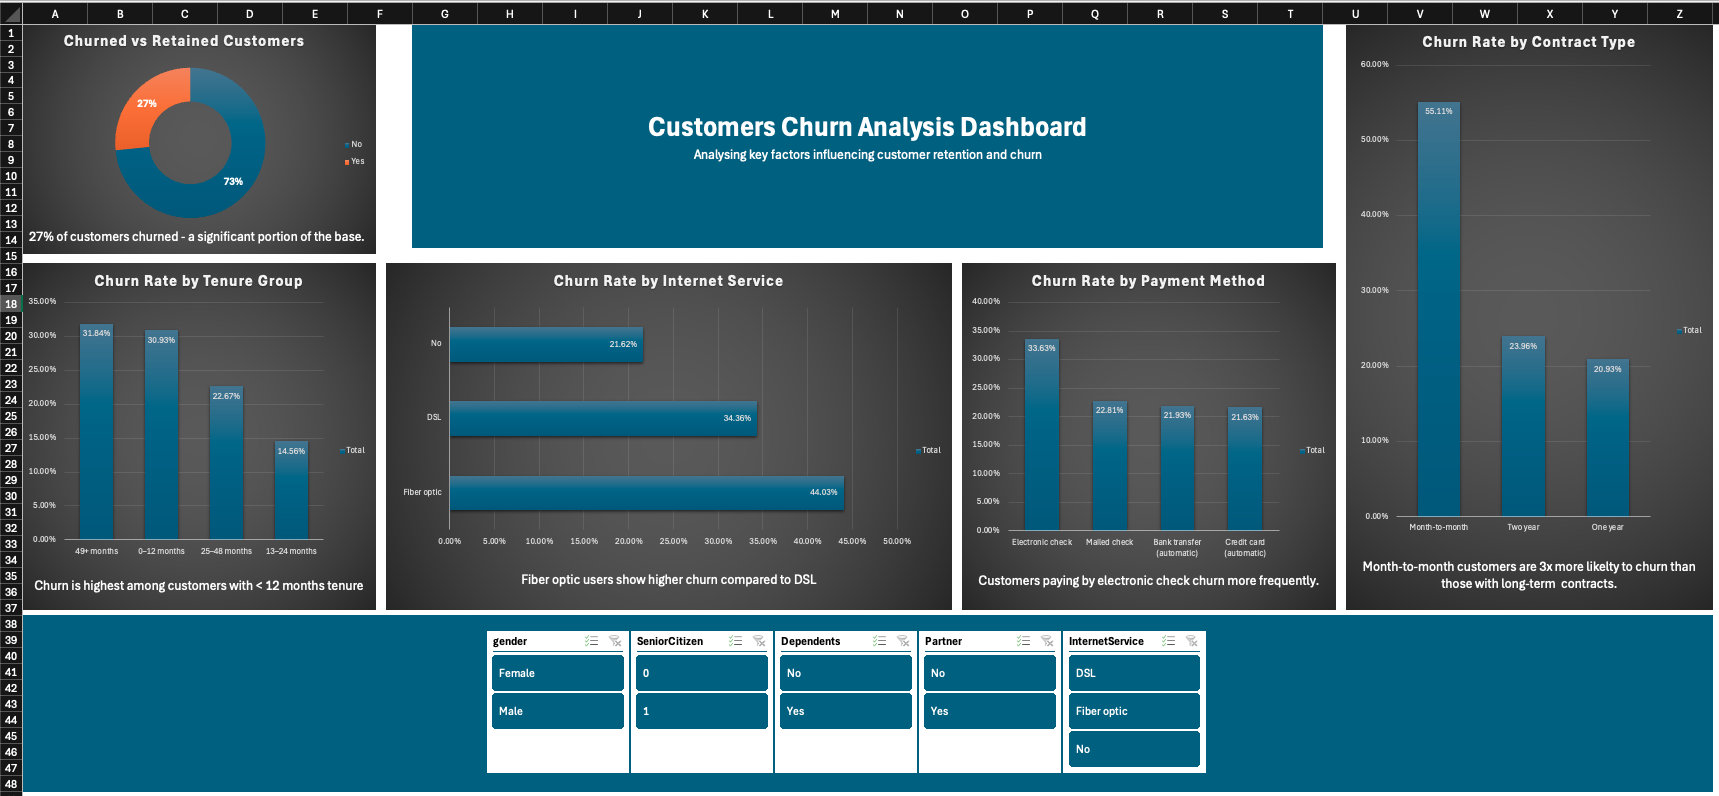 A B C D E F G H I J K L M N O P Q R S T U V W X Y Z
1
2
3
4
5
6
7
8
9
10
11
12
13
14
15
16
17
18
19
20
21
22
23
24
25
26
27
28
29
30
31
32
33
34
35
36
37
38
39
40
41
42
43
44
45
46
47
48
Churned vs Retained Customers
27%
73%
No
Yes
27% of customers churned - a significant portion of the base.
Customers Churn Analysis Dashboard
Analysing key factors influencing customer retention and churn
Churn Rate by Contract Type
60.00%
50.00%
40.00%
30.00%
20.00%
10.00%
0.00%
55.11%
23.96%
20.93%
Month-to-month Two year One year
Total
Month-to-month customers are 3x more likelty to churn than
those with long-term contracts.
Churn Rate by Tenure Group
35.00%
30.00%
25.00%
20.00%
15.00%
10.00%
5.00%
0.00%
31.84%
30.93%
22.67%
14.56%
49+ months 0–12 months 25–48 months 13–24 months
Total
Churn is highest among customers with < 12 months tenure
Churn Rate by Internet Service
No
21.62%
DSL
34.36%
Fiber optic
44.03%
0.00% 5.00% 10.00% 15.00% 20.00% 25.00% 30.00% 35.00% 40.00% 45.00% 50.00%
Total
Fiber optic users show higher churn compared to DSL
Churn Rate by Payment Method
40.00%
35.00%
30.00%
25.00%
20.00%
15.00%
10.00%
5.00%
0.00%
33.63%
22.81%
21.93%
21.63%
Electronic check Mailed check Bank transfer Credit card
(automatic) (automatic)
Total
Customers paying by electronic check churn more frequently.
gender
Female
Male
SeniorCitizen
0
1
Dependents
No
Yes
Partner
No
Yes
InternetService
DSL
Fiber optic
No